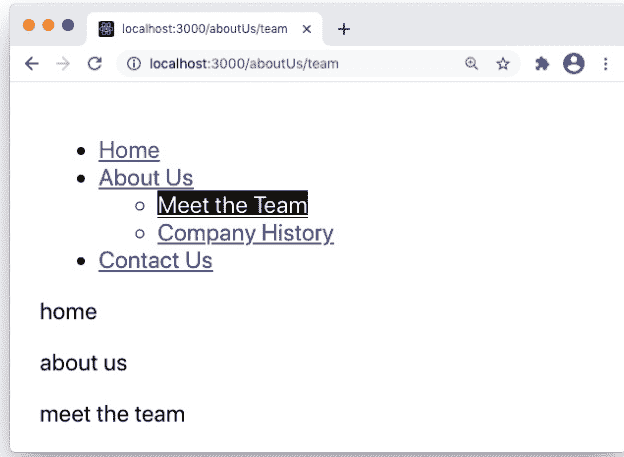 localhost:3000/aboutUs/team
localhost:3000/aboutUs/team
Home
About Us
Meet the Team
Company History
Contact Us
home
about us
meet the team